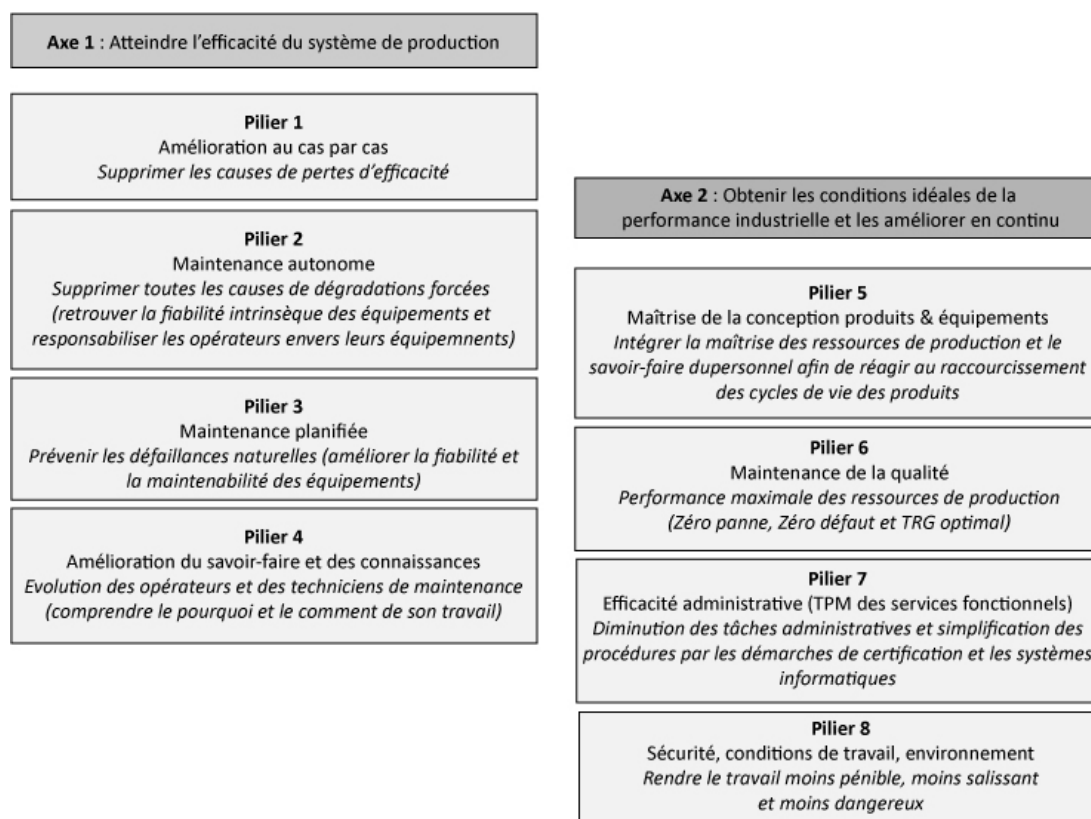 Axe 1 : Atteindre l’efficacité du système de production
Pilier 1
Amélioration au cas par cas
Supprimer les causes de pertes d’efficacité
Pilier 2
Maintenance autonome
Supprimer toutes les causes de dégradations forcées
(retrouver la fiabilité intrinsèque des équipements et
responsabiliser les opérateurs envers leurs équipemnents)
Pilier 3
Maintenance planifiée
Prévenir les défaillances naturelles (améliorer la fiabilité et
la maintenabilité des équipements)
Pilier 4
Amélioration du savoir-faire et des connaissances
Evolution des opérateurs et des techniciens de maintenance
(comprendre le pourquoi et le comment de son travail)
Axe 2 : Obtenir les conditions idéales de la
performance industrielle et les améliorer en continu
Pilier 5
Maîtrise de la conception produits & équipements
Intégrer la maîtrise des ressources de production et le
savoir-faire dupersonnel afin de réagir au raccourcissement
des cycles de vie des produits
Pilier 6
Maintenance de la qualité
Performance maximale des ressources de production
(Zéro panne, Zéro défaut et TRG optimal)
Pilier 7
Efficacité administrative (TPM des services fonctionnels)
Diminution des tâches administratives et simplification des
procédures par les démarches de certification et les systèmes
informatiques
Pilier 8
Sécurité, conditions de travail, environnement
Rendre le travail moins pénible, moins salissant
et moins dangereux